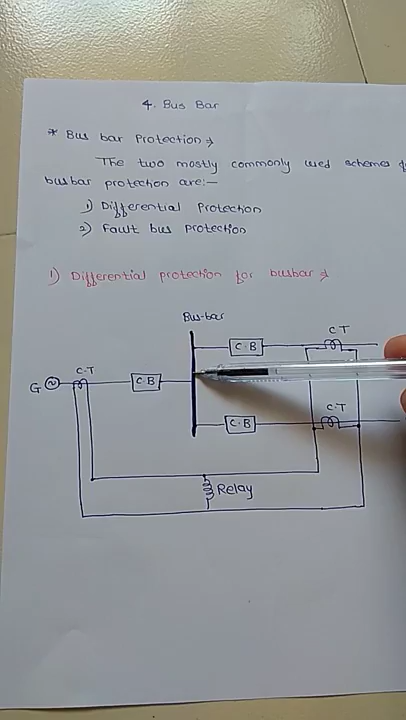 4. Bus Bar
* Bus bar Protection →
The two mostly commonly used schemes
busbar protection are:-
1) Differential Protection
2) Fault bus protection
1) Differential protection for busbar →
Bus-bar
C.B
C T
C.T
G
C.B
C.T
C.B
Relay